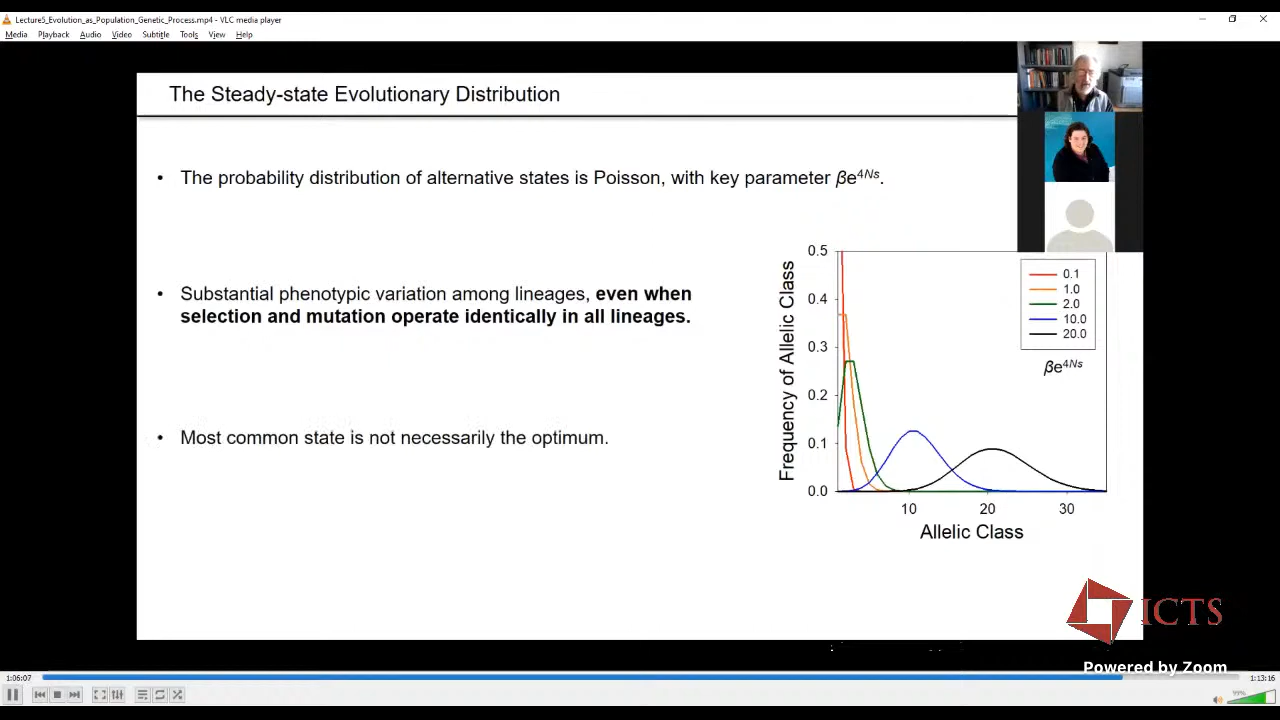 Lecture5_Evolution_as_Population_Genetic_Process.mp4 - VLC media player
Media Playback Audio Video Subtitle Tools View Help
The Steady-state Evolutionary Distribution
• The probability distribution of alternative states is Poisson, with key parameter βe⁴ᴺˢ.
• Substantial phenotypic variation among lineages, even when
selection and mutation operate identically in all lineages.
• Most common state is not necessarily the optimum.
Frequency of Allelic Class
0.5
0.4
0.3
0.2
0.1
0.0
10 20 30
Allelic Class
0.1
1.0
2.0
10.0
20.0
βe⁴ᴺˢ
ICTS
Powered by Zoom
1:06:07
1:13:16
99%